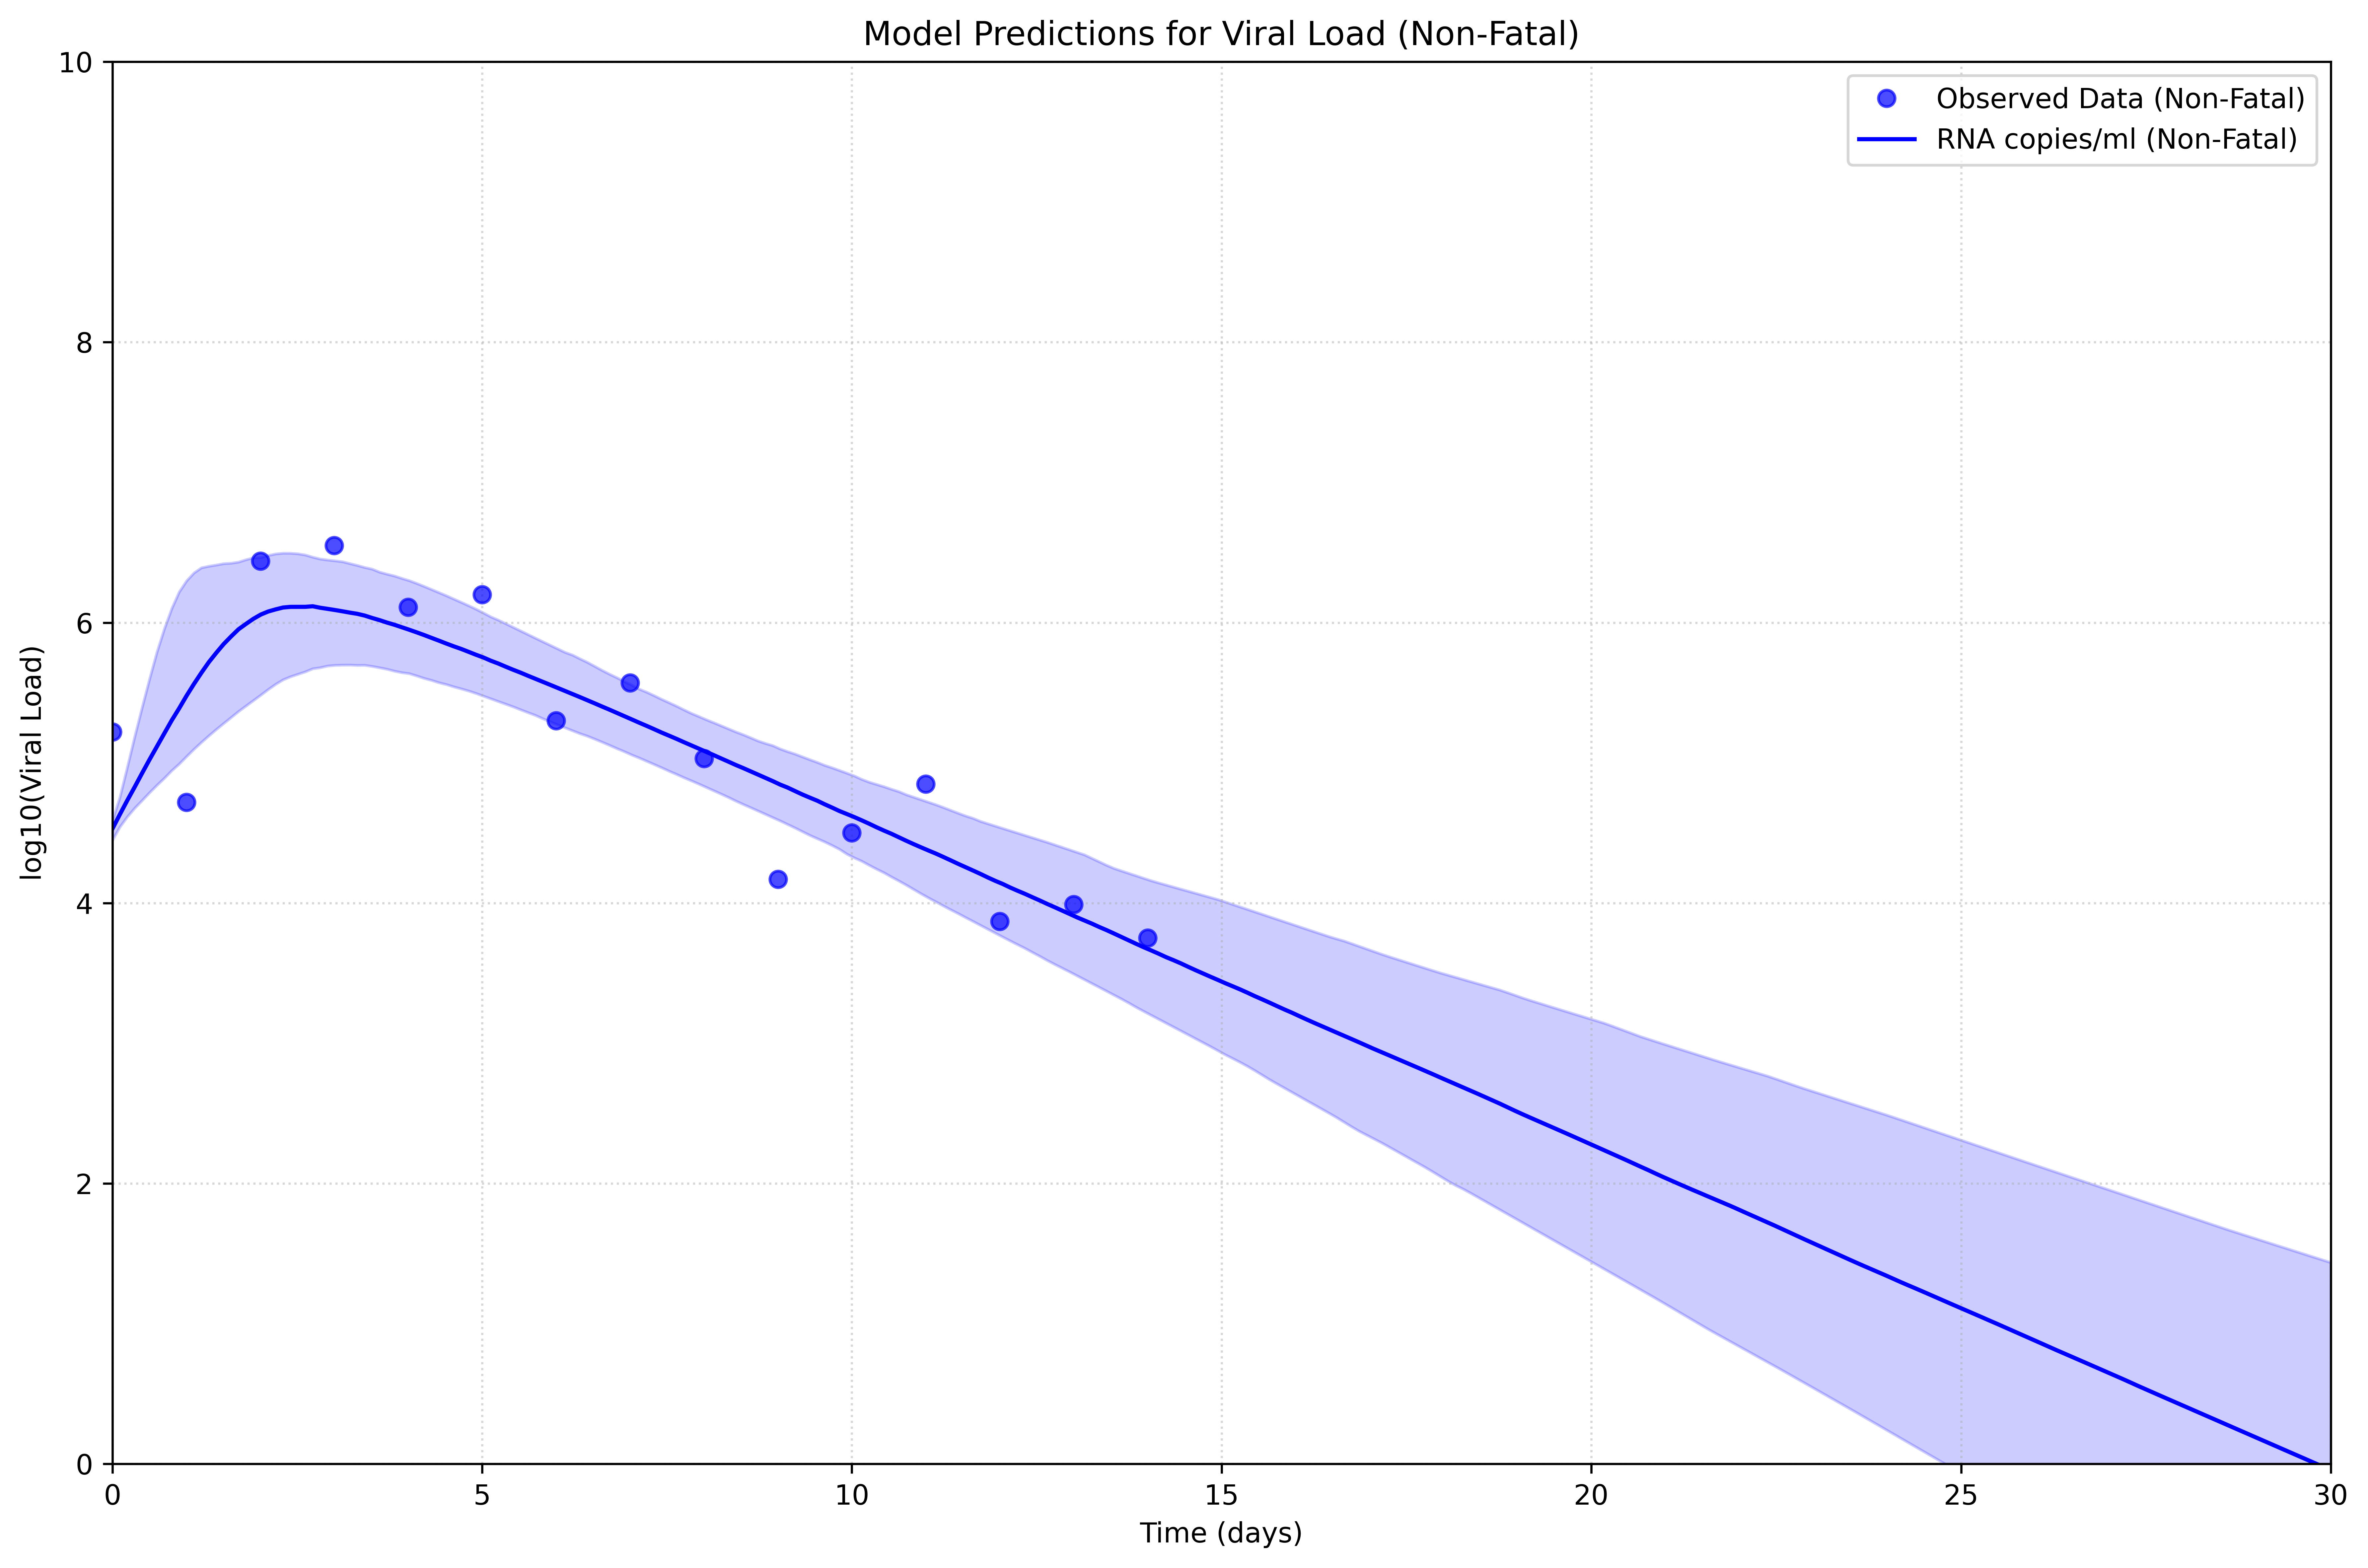 Model Predictions for Viral Load (Non-Fatal)
Observed Data (Non-Fatal)
RNA copies/ml (Non-Fatal)
log10(Viral Load)
10
8
6
4
2
0
0 5 10 15 20 25 30
Time (days)